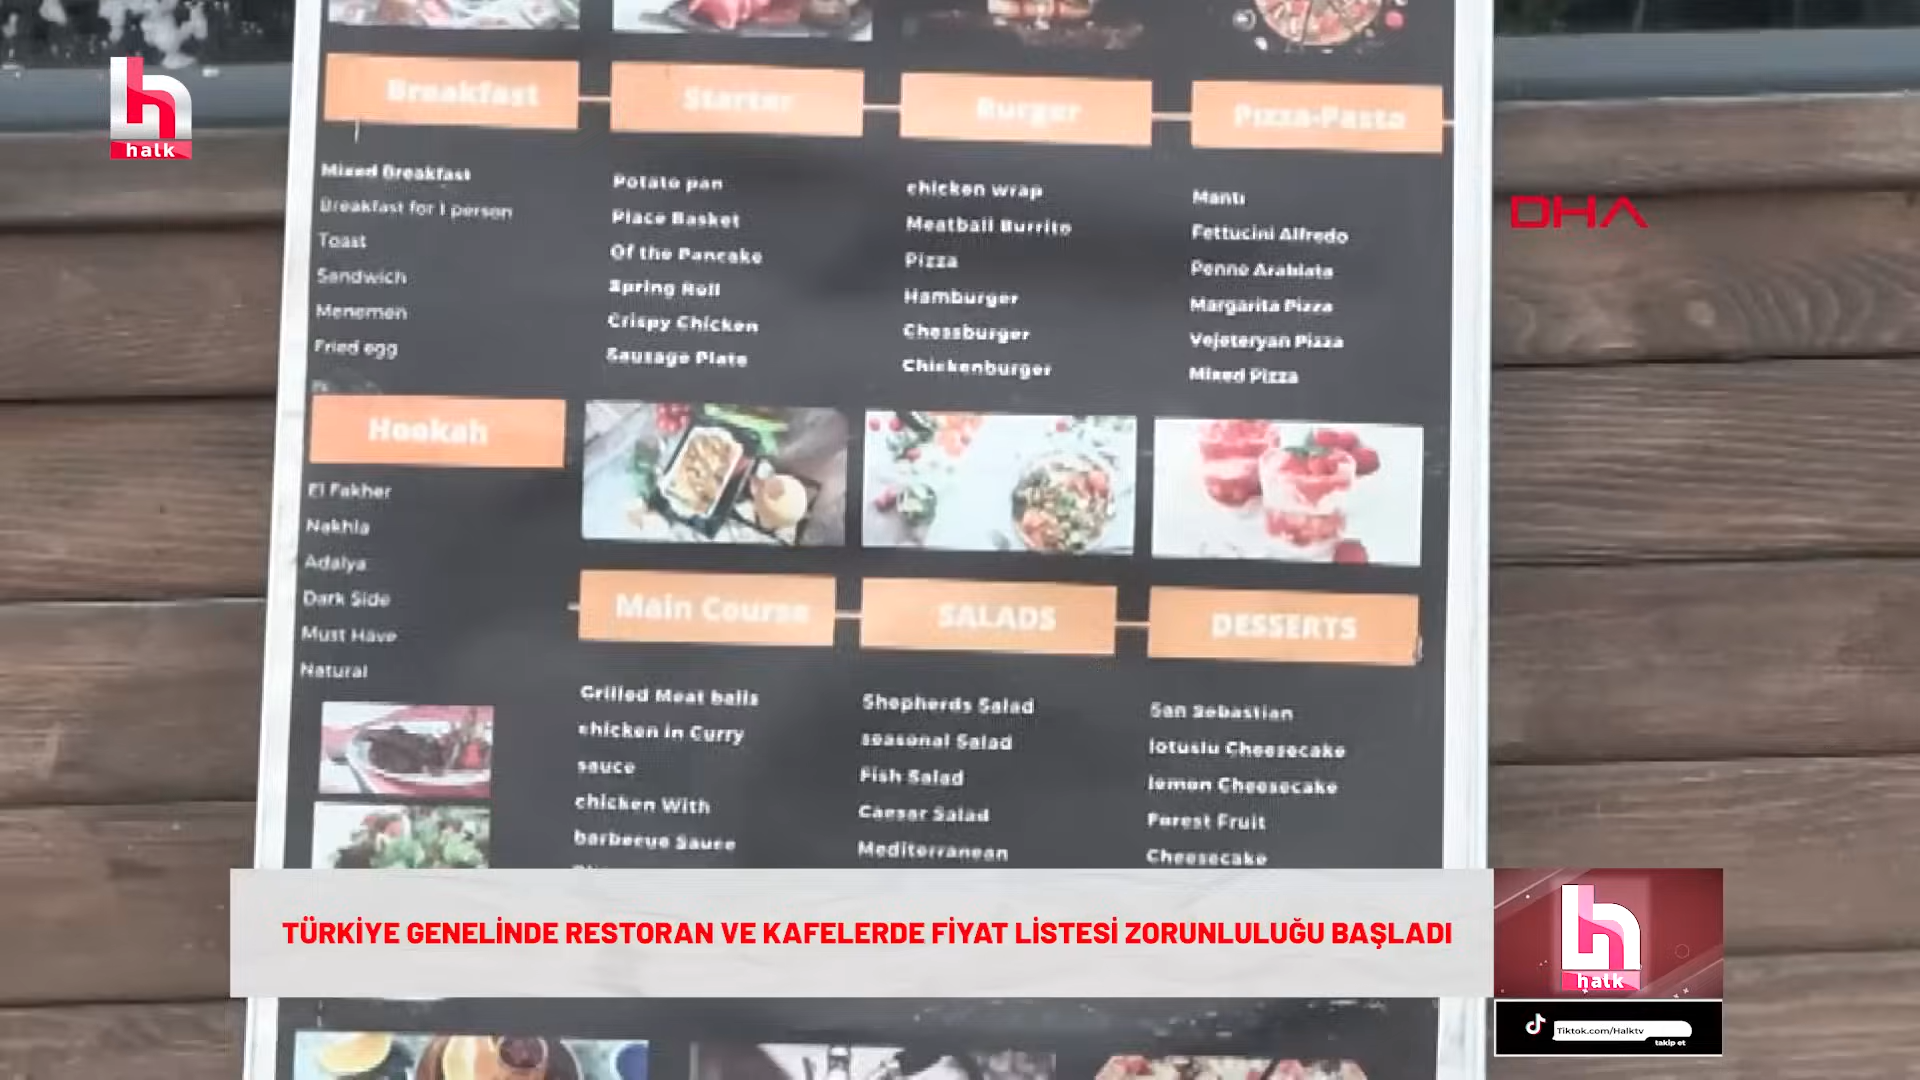 halk
DHA
Breakfast
Starter
Burger
Pızza-Pasta
Mixed Breakfast
Breakfast for 1 person
Toast
Sandwich
Menemen
Fried egg
Potato pan
Place Basket
Of the Pancake
Spring Roll
Crispy Chicken
Sausage Plate
chicken wrap
Meatball Burrito
Pizza
Hamburger
Chessburger
Chickenburger
Mantı
Fettucini Alfredo
Penne Arabiata
Margarita Pizza
Vejeteryan Pizza
Mixed Pizza
Hookah
El Fakher
Nakhla
Adalya
Dark Side
Must Have
Natural
Main Course
SALADS
DESSERTS
Grilled Meat balls
chicken in Curry
sauce
chicken With
barbecue Sauce
Shepherds Salad
seasonal Salad
Fish Salad
Caesar Salad
Mediterranean
San Sebastian
lotuslu Cheesecake
lemon Cheesecake
Forest Fruit
Cheesecake
TÜRKİYE GENELİNDE RESTORAN VE KAFELERDE FİYAT LİSTESİ ZORUNLULUĞU BAŞLADI
halk
Tiktok.com/Halktv
takip et